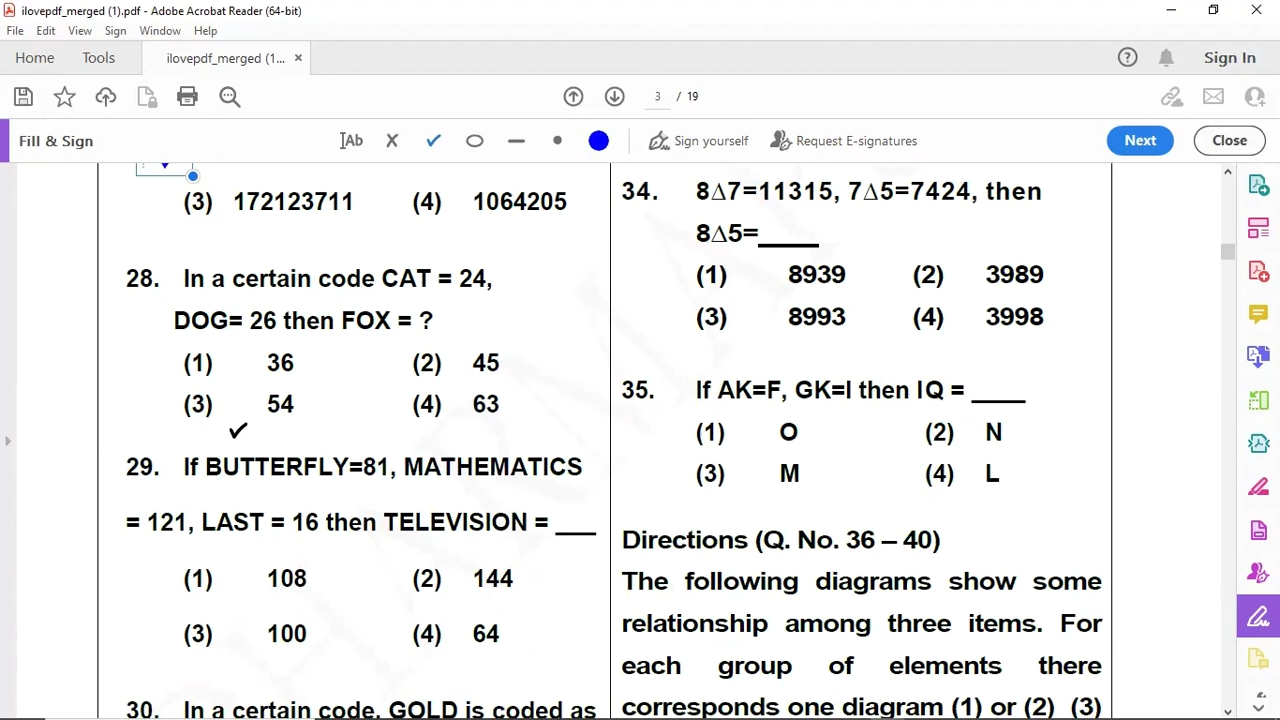 ilovepdf_merged (1).pdf - Adobe Acrobat Reader (64-bit)
File Edit View Sign Window Help
Home Tools ilovepdf_merged (1... × Sign In
3 / 19
Fill & Sign Ab Sign yourself Request E-signatures Next Close
(3) 172123711 (4) 1064205
28. In a certain code CAT = 24,
DOG= 26 then FOX = ?
(1) 36 (2) 45
(3) 54 (4) 63
29. If BUTTERFLY=81, MATHEMATICS
= 121, LAST = 16 then TELEVISION = ___
(1) 108 (2) 144
(3) 100 (4) 64
30. In a certain code, GOLD is coded as
34. 8∆7=11315, 7∆5=7424, then
8∆5=____
(1) 8939 (2) 3989
(3) 8993 (4) 3998
35. If AK=F, GK=I then IQ = ____
(1) O (2) N
(3) M (4) L
Directions (Q. No. 36 – 40)
The following diagrams show some
relationship among three items. For
each group of elements there
corresponds one diagram (1) or (2) (3)